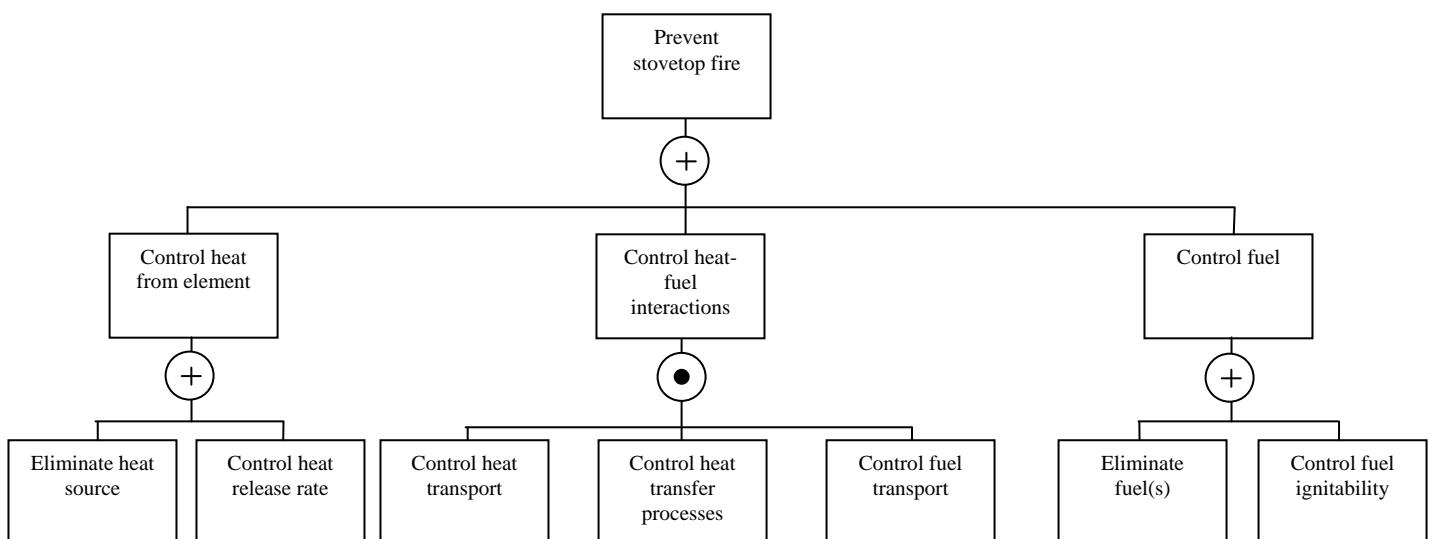 Prevent
stovetop fire
+
Control heat
from element
Control heat-
fuel
interactions
Control fuel
+
+
Eliminate heat
source
Control heat
release rate
Control heat
transport
Control heat
transfer
processes
Control fuel
transport
Eliminate
fuel(s)
Control fuel
ignitability